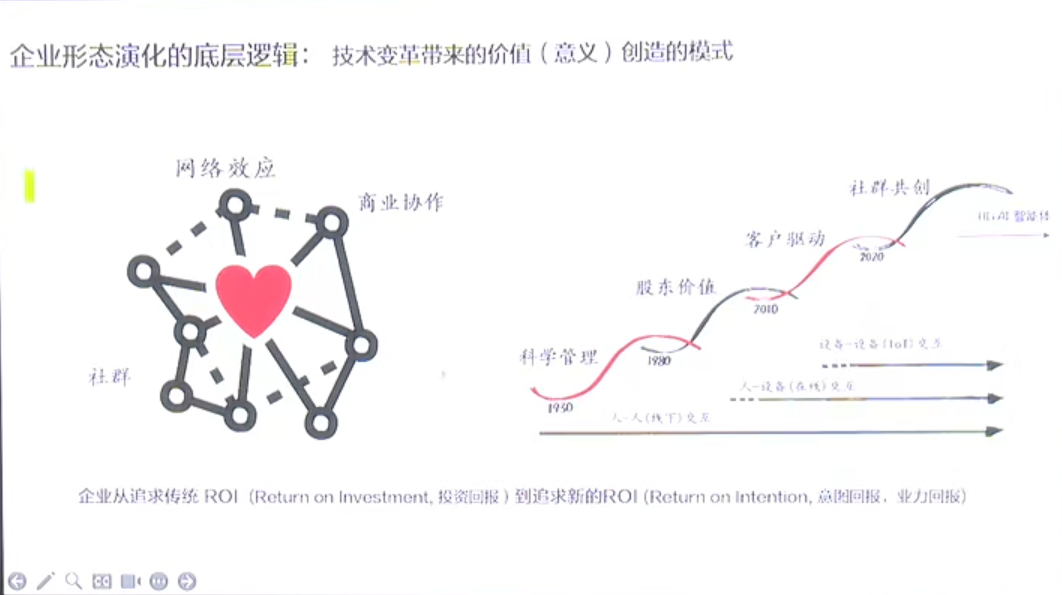 企业形态演化的底层逻辑： 技术变革带来的价值（意义）创造的模式
网络效应
商业协作
社群
社群共创
智能体
客户驱动
2020
股东价值
2010
科学管理
1980
1930
设备-设备(IoT)交互
人-设备(在线)交互
人-人(线下)交互
企业从追求传统 ROI（Return on Investment, 投资回报）到追求新的ROI (Return on Intention, 意图回报，业力回报)